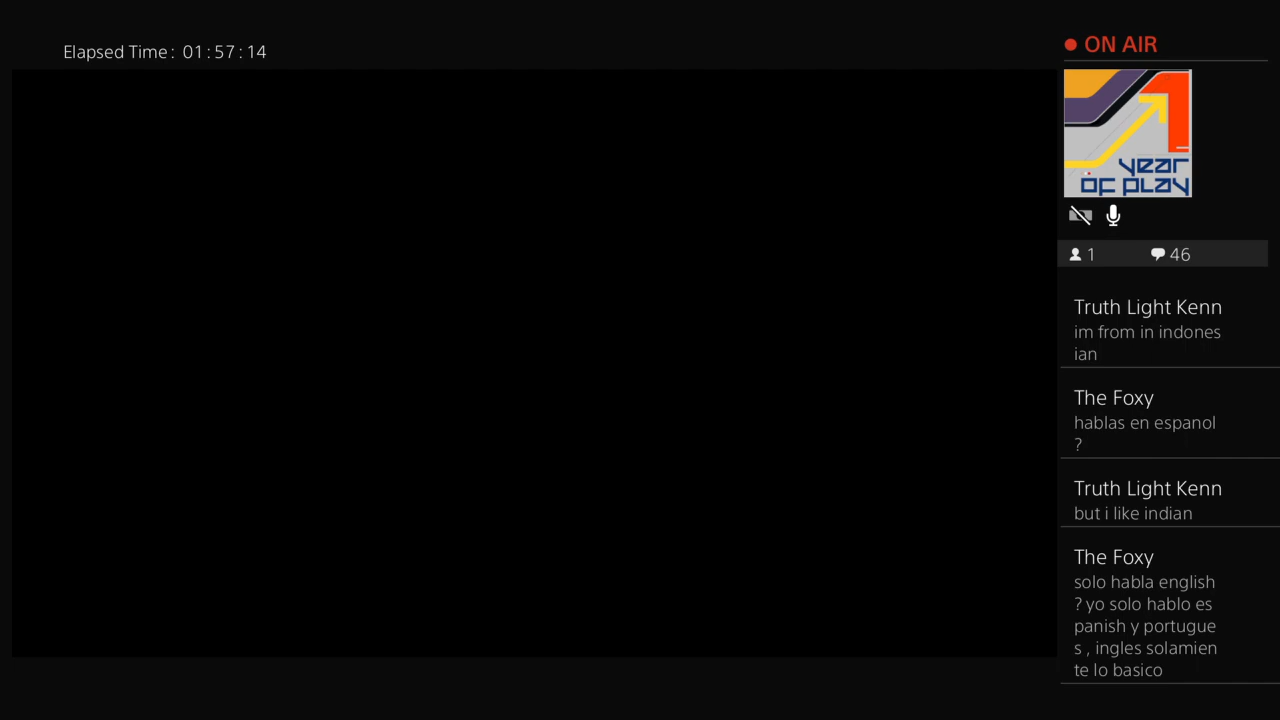 Elapsed Time: 01:57:14
ON AIR
year
of play
1 46
Truth Light Kenn
im from in indones
ian
The Foxy
hablas en espanol
?
Truth Light Kenn
but i like indian
The Foxy
solo habla english
? yo solo hablo es
panish y portugue
s , ingles solamien
te lo basico